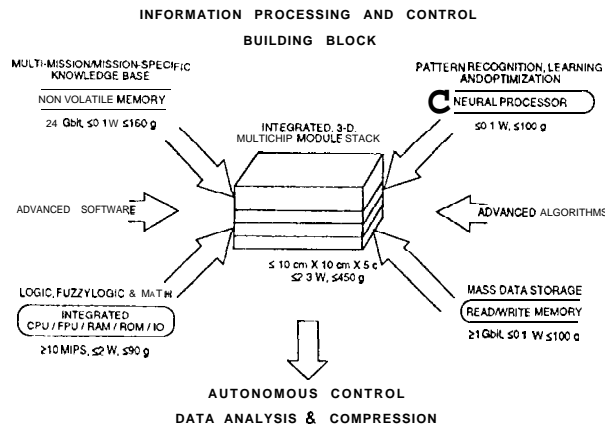 INFORMATION PROCESSING AND CONTROL
BUILDING BLOCK
MULTI-MISSION/MISSION-SPECIFIC
KNOWLEDGE BASE
NON VOLATILE MEMORY
24 Gbit, ≤0 1 W ≤160 g
PATTERN RECOGNITION, LEARNING
ANDOPTIMIZATION
NEURAL PROCESSOR
≤0 1 W, ≤100 g
INTEGRATED, 3-D,
MULTICHIP MODULE STACK
ADVANCED SOFTWARE
ADVANCED ALGORITHMS
≤ 10 cm X 10 cm X 5 c
≤2 3 W, ≤450 g
LOGIC, FUZZYLOGIC & MATH
INTEGRATED
CPU / FPU / RAM / ROM / IO
≥10 MIPS, ≤2 W, ≤90 g
MASS DATA STORAGE
READ/WRITE MEMORY
≥1 Gbit, ≤0 1 W ≤100 g
AUTONOMOUS CONTROL
DATA ANALYSIS & COMPRESSION